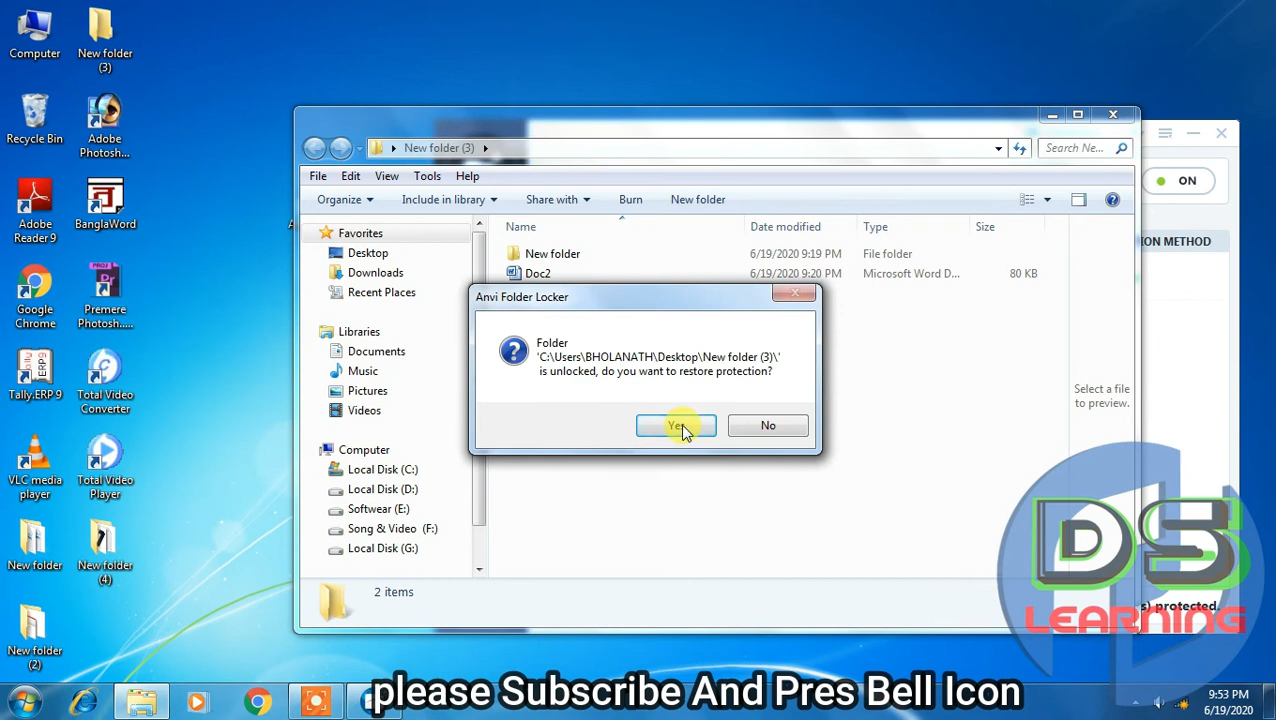 Computer
New folder
(3)
Recycle Bin
Adobe
Photosh...
Adobe
Reader 9
BanglaWord
Google
Chrome
Premere
Photosh.....
Tally.ERP 9
Total Video
Converter
VLC media
player
Total Video
Player
New folder
New folder
(4)
New folder
(2)
New folder (3)
Search Ne...
File Edit View Tools Help
Organize Include in library Share with Burn New folder
Favorites
Desktop
Downloads
Recent Places
Libraries
Documents
Music
Pictures
Videos
Computer
Local Disk (C:)
Local Disk (D:)
Softwear (E:)
Song & Video (F:)
Local Disk (G:)
Name Date modified Type Size
New folder 6/19/2020 9:19 PM File folder
Doc2 6/19/2020 9:20 PM Microsoft Word D... 80 KB
Select a file
to preview.
2 items
Anvi Folder Locker
Folder
'C:\Users\BHOLANATH\Desktop\New folder (3)\'
is unlocked, do you want to restore protection?
Yes No
ON
ION METHOD
s) protected.
DS
LEARNING
please Subscribe And Pres Bell Icon
9:53 PM
6/19/2020